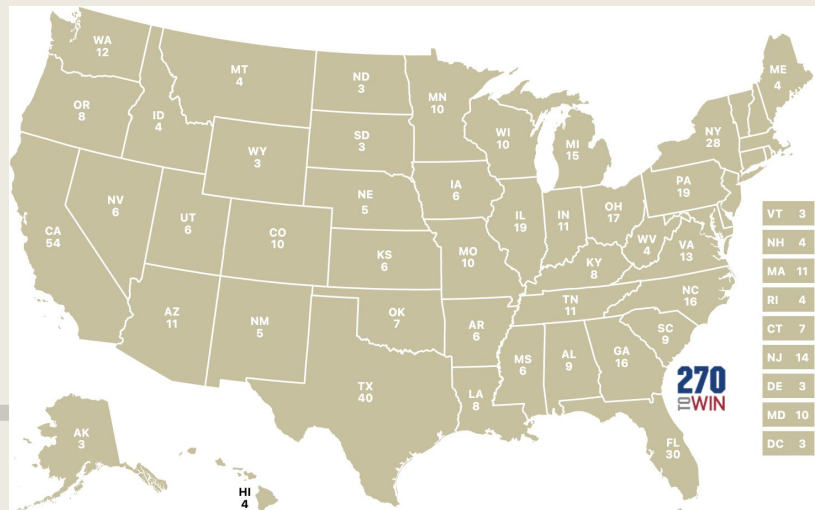 WA
12
MT
4
ND
3
MN
10
ME
4
OR
8
ID
4
SD
3
WI
10
MI
15
NY
28
WY
3
NE
5
IA
6
PA
19
NV
6
UT
6
CO
10
IL
19
IN
11
OH
17
CA
54
KS
6
MO
10
KY
8
WV
4
VA
13
AZ
11
NM
5
OK
7
AR
6
TN
11
NC
16
SC
9
MS
6
AL
9
GA
16
TX
40
LA
8
FL
30
AK
3
HI
4
270
TO WIN
VT 3
NH 4
MA 11
RI 4
CT 7
NJ 14
DE 3
MD 10
DC 3